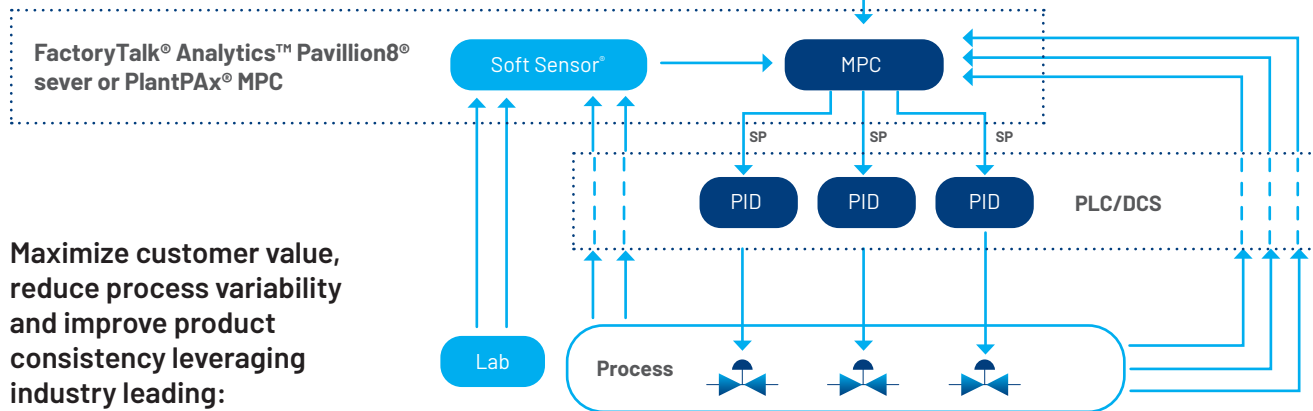 FactoryTalk® Analytics™ Pavillion8®
sever or PlantPAx® MPC
Soft Sensor®
MPC
SP
SP
SP
PID
PID
PID
PLC/DCS
Maximize customer value,
reduce process variability
and improve product
consistency leveraging
industry leading:
Lab
Process